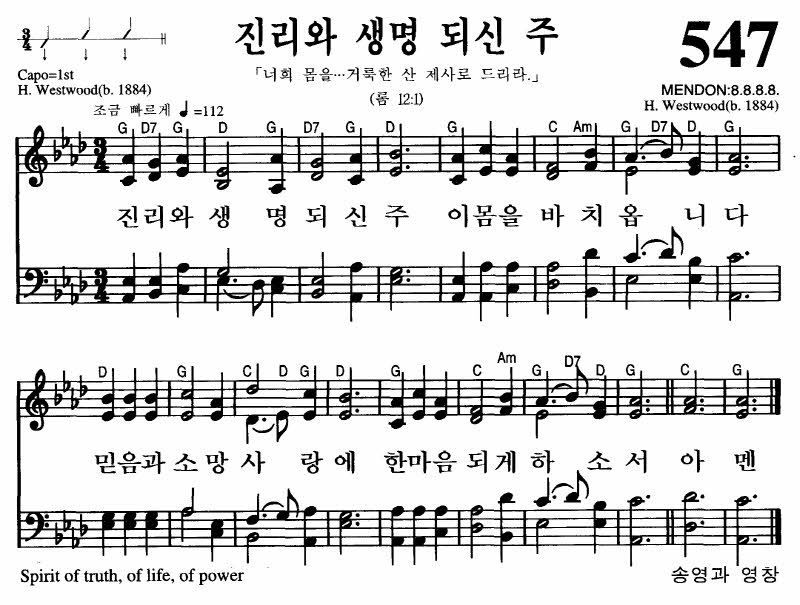 진리와 생명 되신 주
547
Capo=1st
H. Westwood(b. 1884)
「너희 몸을…거룩한 산 제사로 드리라.」
(롬 12:1)
MENDON:8.8.8.8.
H. Westwood(b. 1884)
조금 빠르게 ♩=112
G D7 G D G D7 G D G C Am G D7 D G
진리와 생 명 되 신 주 이몸을 바 치 옵 니 다
D G C D G D G C Am G D7 G C G
믿음과 소 망 사 랑 에 한마음 되 게 하 소 서 아 멘
Spirit of truth, of life, of power
송영과 영창